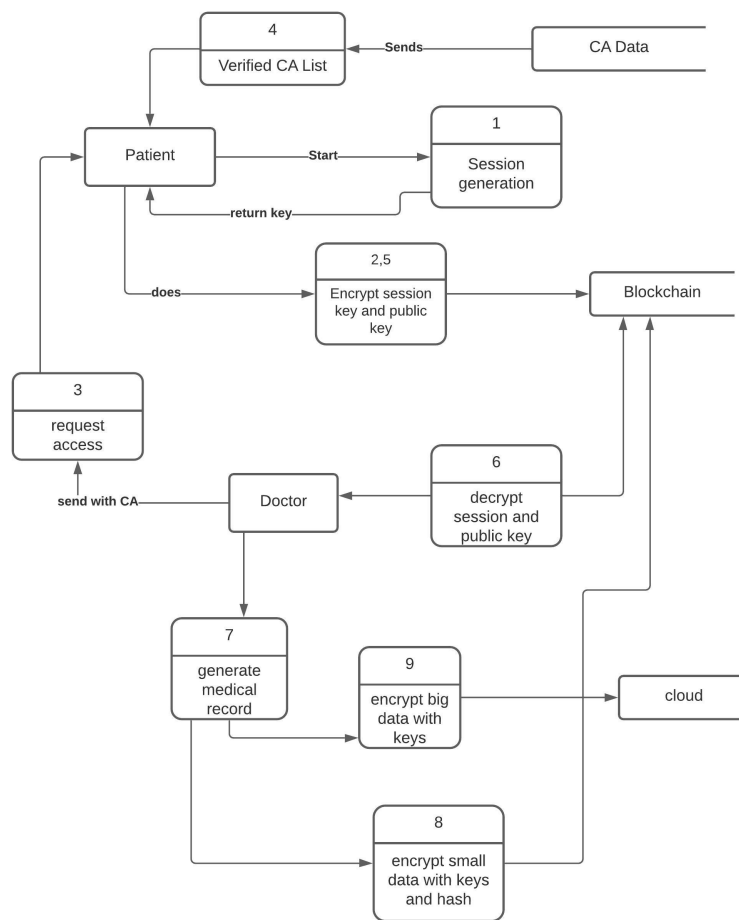 4
Verified CA List
Sends
CA Data
Patient
Start
1
Session
generation
return key
does
2,5
Encrypt session
key and public
key
Blockchain
3
request
access
send with CA
Doctor
6
decrypt
session and
public key
7
generate
medical
record
9
encrypt big
data with
keys
cloud
8
encrypt small
data with keys
and hash